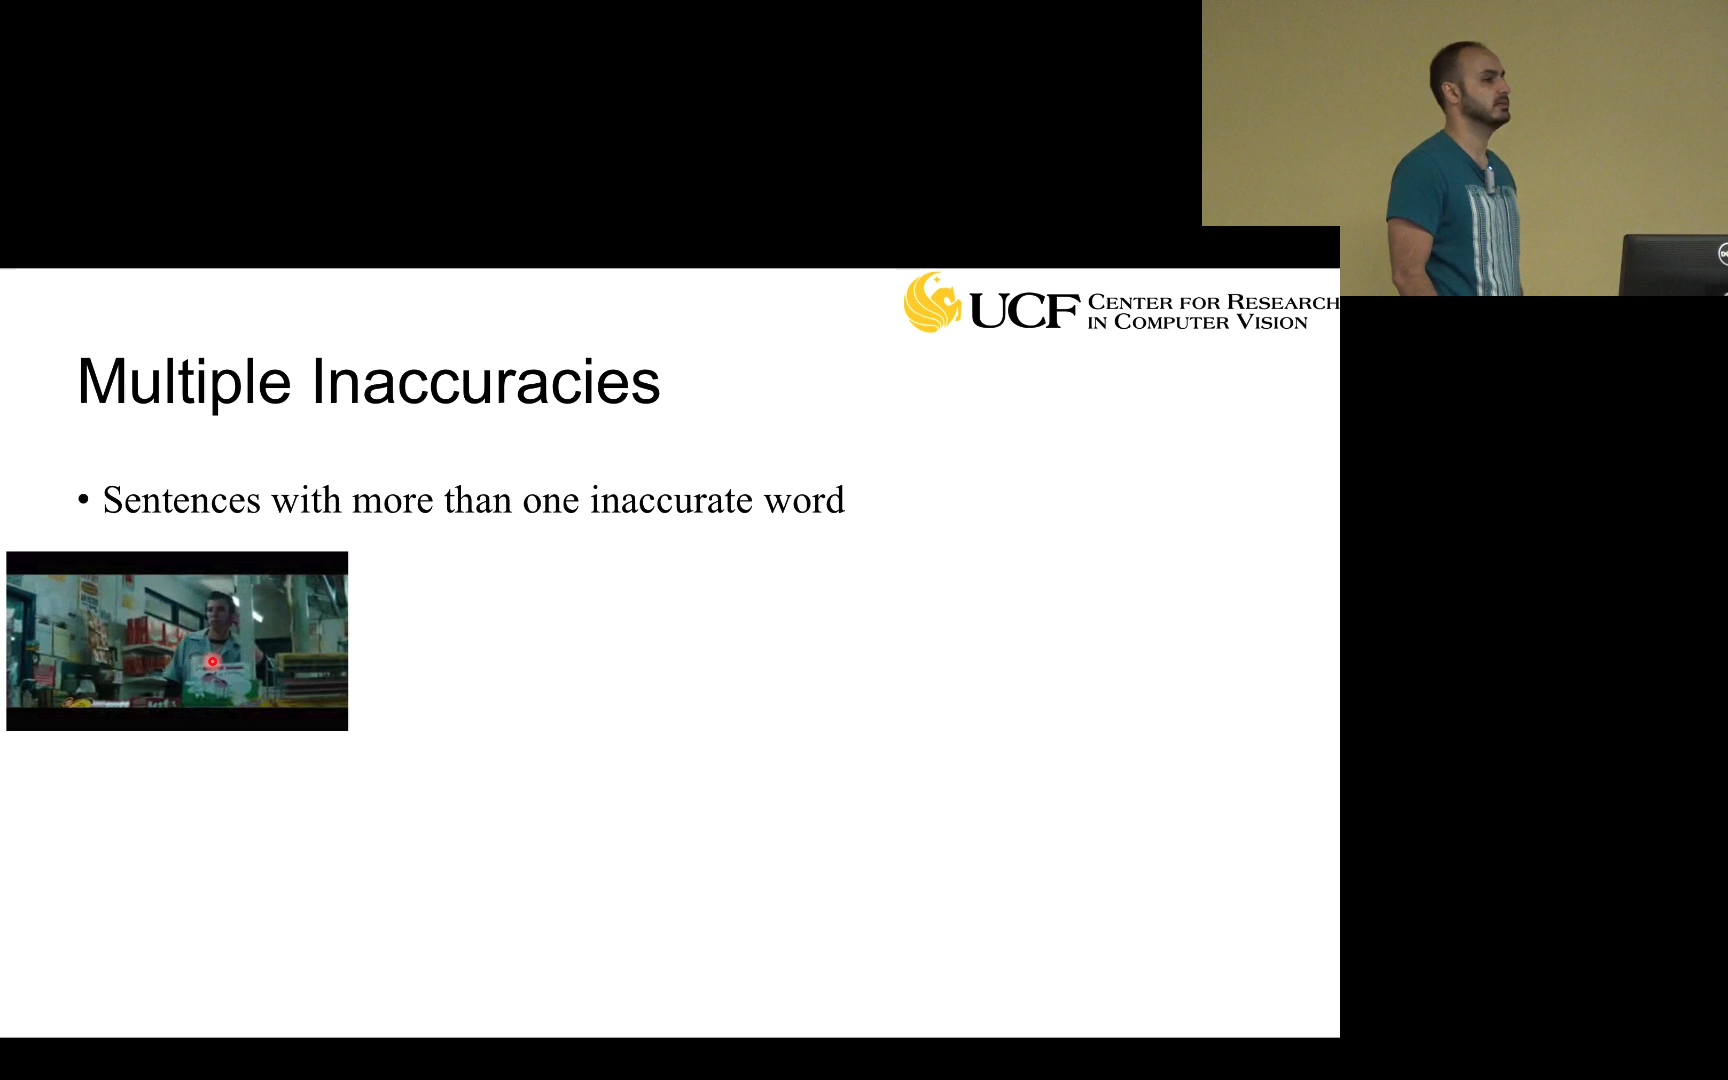 UCF CENTER FOR RESEARCH
IN COMPUTER VISION
Multiple Inaccuracies
• Sentences with more than one inaccurate word